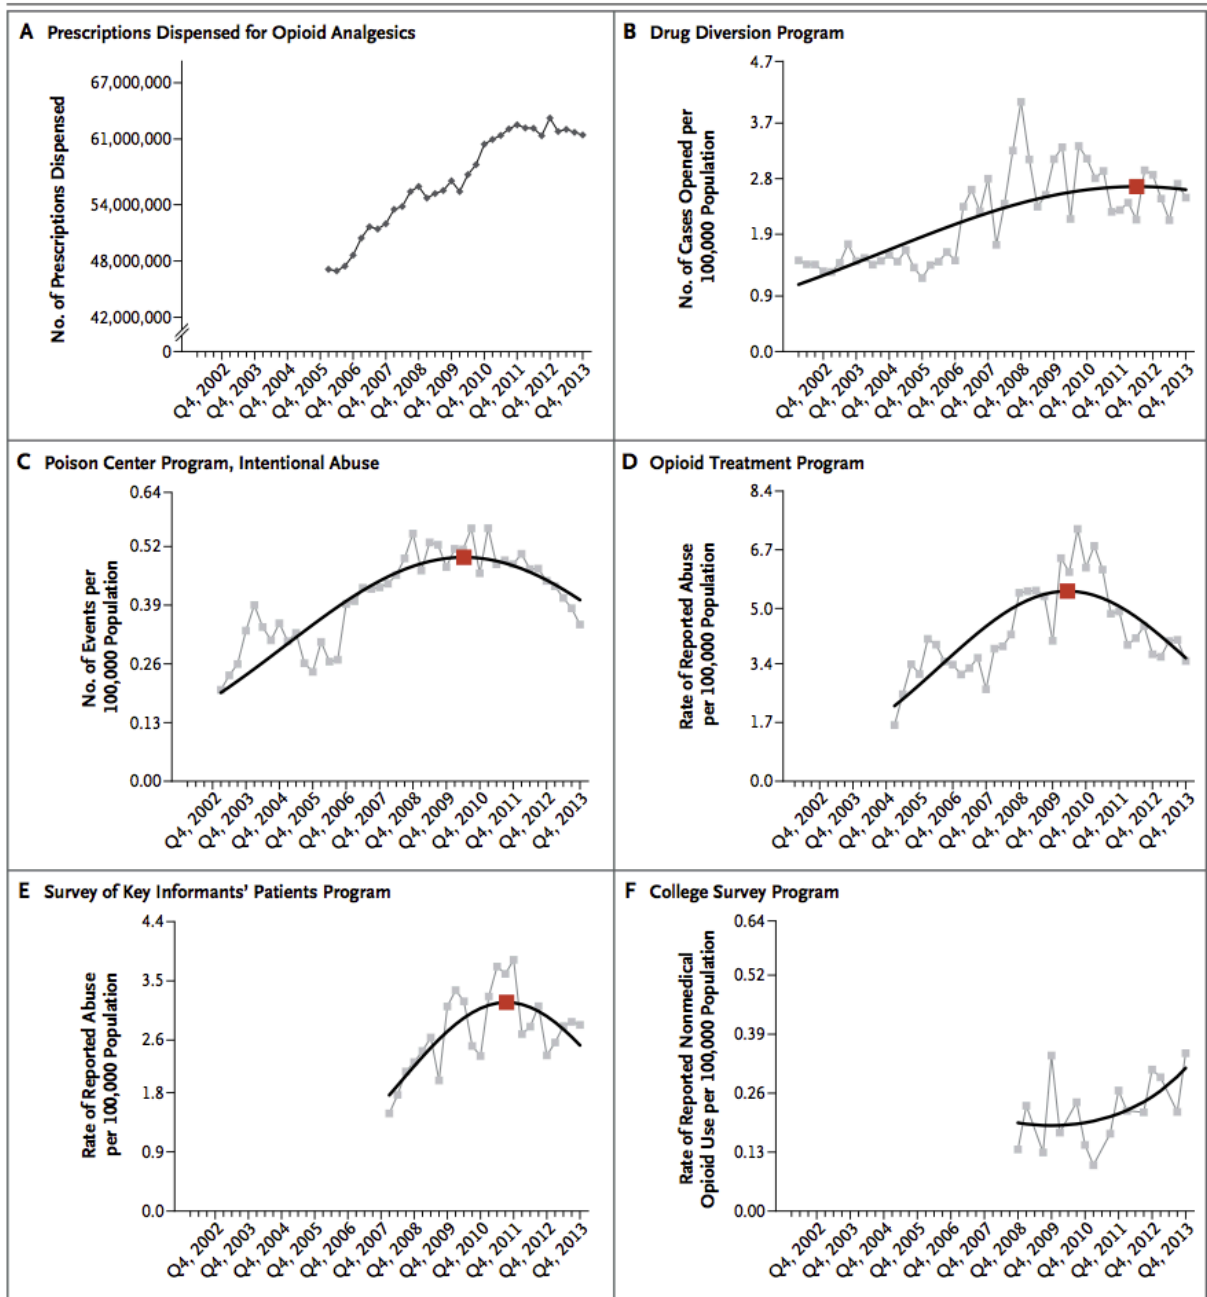 A Prescriptions Dispensed for Opioid Analgesics
No. of Prescriptions Dispensed
67,000,000
61,000,000
54,000,000
48,000,000
42,000,000
0
Q4, 2002
Q4, 2003
Q4, 2004
Q4, 2005
Q4, 2006
Q4, 2007
Q4, 2008
Q4, 2009
Q4, 2010
Q4, 2011
Q4, 2012
Q4, 2013
B Drug Diversion Program
No. of Cases Opened per
100,000 Population
4.7
3.7
2.8
1.9
0.9
0.0
Q4, 2002
Q4, 2003
Q4, 2004
Q4, 2005
Q4, 2006
Q4, 2007
Q4, 2008
Q4, 2009
Q4, 2010
Q4, 2011
Q4, 2012
Q4, 2013
C Poison Center Program, Intentional Abuse
No. of Events per
100,000 Population
0.64
0.52
0.39
0.26
0.13
0.00
Q4, 2002
Q4, 2003
Q4, 2004
Q4, 2005
Q4, 2006
Q4, 2007
Q4, 2008
Q4, 2009
Q4, 2010
Q4, 2011
Q4, 2012
Q4, 2013
D Opioid Treatment Program
Rate of Reported Abuse
per 100,000 Population
8.4
6.7
5.0
3.4
1.7
0.0
Q4, 2002
Q4, 2003
Q4, 2004
Q4, 2005
Q4, 2006
Q4, 2007
Q4, 2008
Q4, 2009
Q4, 2010
Q4, 2011
Q4, 2012
Q4, 2013
E Survey of Key Informants' Patients Program
Rate of Reported Abuse
per 100,000 Population
4.4
3.5
2.6
1.8
0.9
0.0
Q4, 2002
Q4, 2003
Q4, 2004
Q4, 2005
Q4, 2006
Q4, 2007
Q4, 2008
Q4, 2009
Q4, 2010
Q4, 2011
Q4, 2012
Q4, 2013
F College Survey Program
Rate of Reported Nonmedical
Opioid Use per 100,000 Population
0.64
0.52
0.39
0.26
0.13
0.00
Q4, 2002
Q4, 2003
Q4, 2004
Q4, 2005
Q4, 2006
Q4, 2007
Q4, 2008
Q4, 2009
Q4, 2010
Q4, 2011
Q4, 2012
Q4, 2013